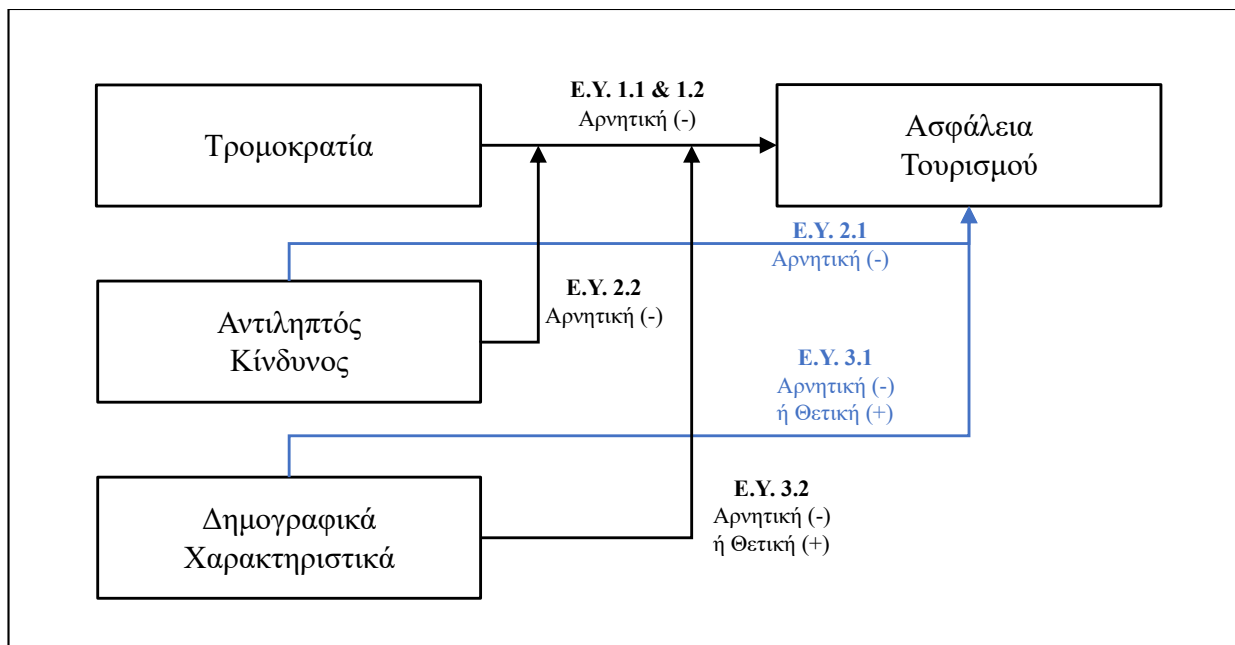 Ε.Υ. 1.1 & 1.2
Αρνητική (-)
Τρομοκρατία
Ασφάλεια
Τουρισμού
Ε.Υ. 2.1
Αρνητική (-)
Ε.Υ. 2.2
Αρνητική (-)
Αντιληπτός
Κίνδυνος
Ε.Υ. 3.1
Αρνητική (-)
ή Θετική (+)
Ε.Υ. 3.2
Αρνητική (-)
ή Θετική (+)
Δημογραφικά
Χαρακτηριστικά